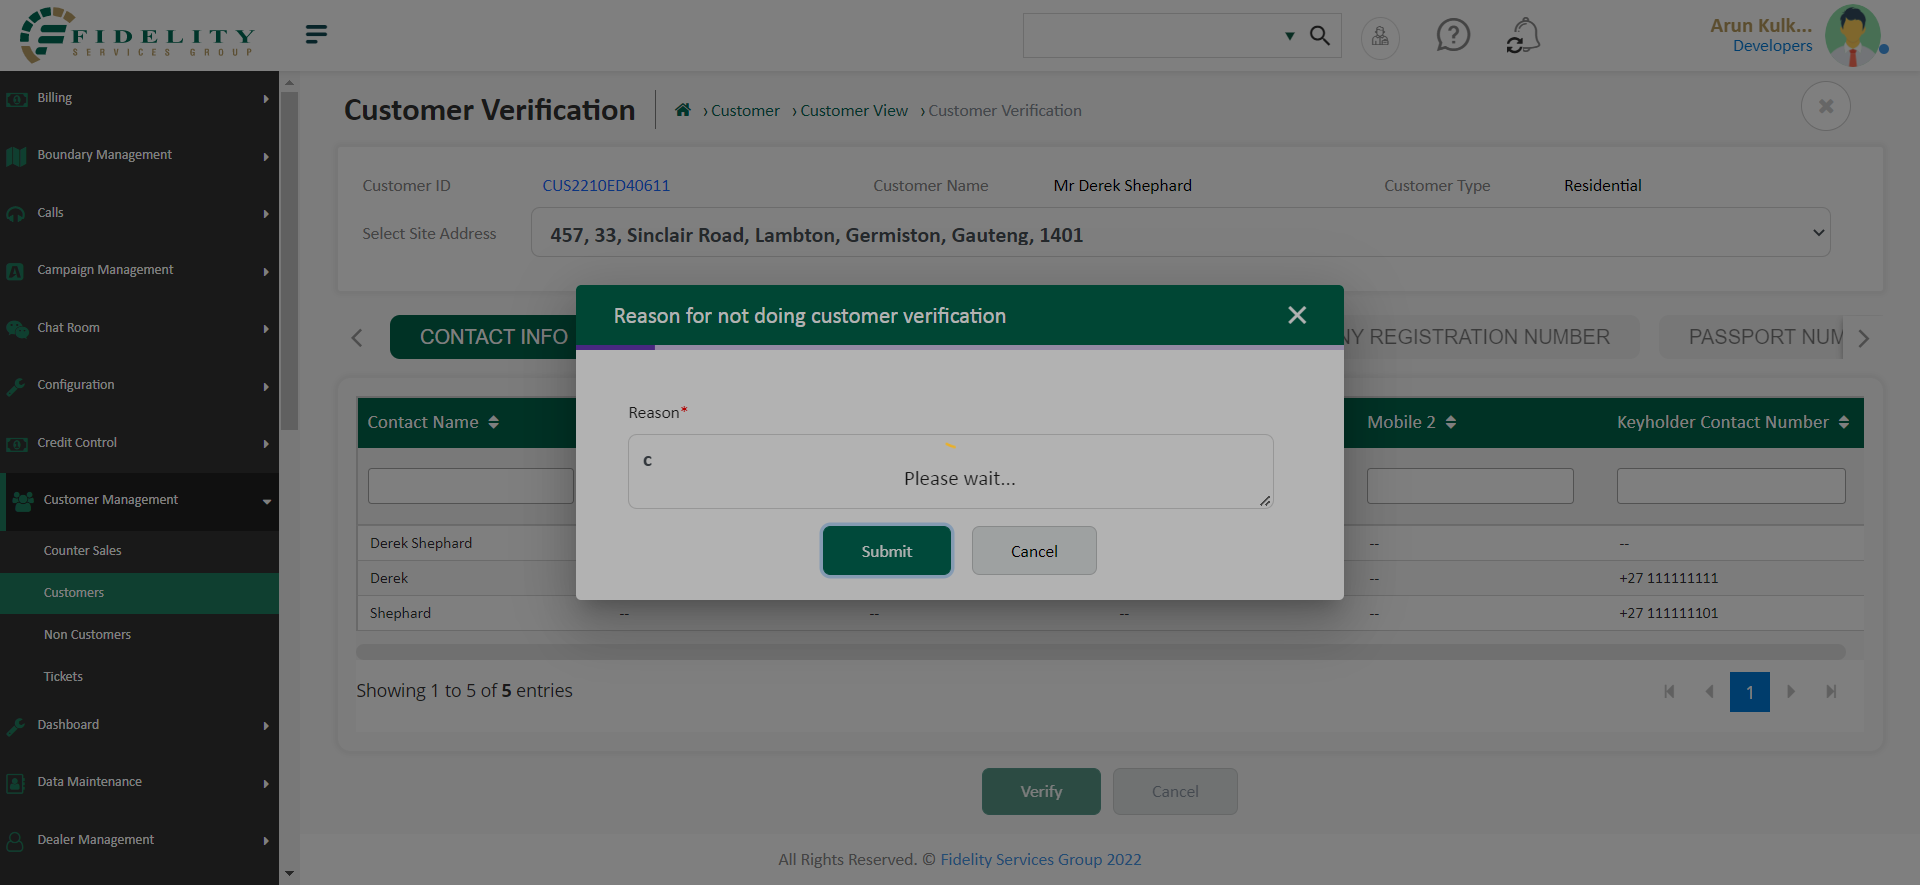 FIDELITY
SERVICES GROUP
Arun Kulk...
Developers
Billing
Boundary Management
Calls
Campaign Management
Chat Room
Configuration
Credit Control
Customer Management
Counter Sales
Customers
Non Customers
Tickets
Dashboard
Data Maintenance
Dealer Management
Customer Verification
› Customer › Customer View › Customer Verification
Customer ID CUS2210ED40611 Customer Name Mr Derek Shephard Customer Type Residential
Select Site Address 457, 33, Sinclair Road, Lambton, Germiston, Gauteng, 1401
CONTACT INFO NY REGISTRATION NUMBER PASSPORT NUM
Reason for not doing customer verification
Reason*
c
Please wait...
Submit Cancel
Contact Name Mobile 2 Keyholder Contact Number
Derek Shephard -- --
Derek -- +27 111111111
Shephard -- -- -- -- +27 111111101
Showing 1 to 5 of 5 entries
1
Verify Cancel
All Rights Reserved. © Fidelity Services Group 2022